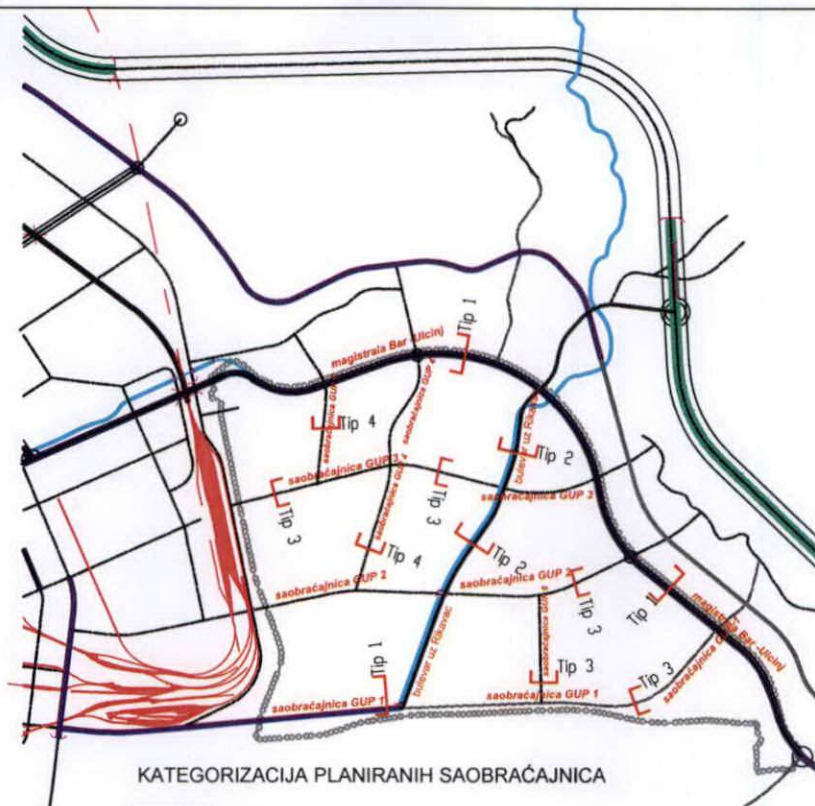 Tip 1
magistrala Bar -Ulcinj
saobraćajnica GUP 4
Tip 4
bulevar uz Rikavac
Tip 2
saobraćajnica GUP 3
saobraćajnica GUP 4
saobraćajnica GUP 3
Tip 3
Tip 3
Tip 4
Tip 2
saobraćajnica GUP 2
saobraćajnica GUP 2
Tip 3
Tip 1
magistrala Bar -Ulcinj
bulevar uz Rikavac
Tip 1
Tip 3
Tip 3
saobraćajnica GUP 1
saobraćajnica GUP 1
KATEGORIZACIJA PLANIRANIH SAOBRAĆAJNICA